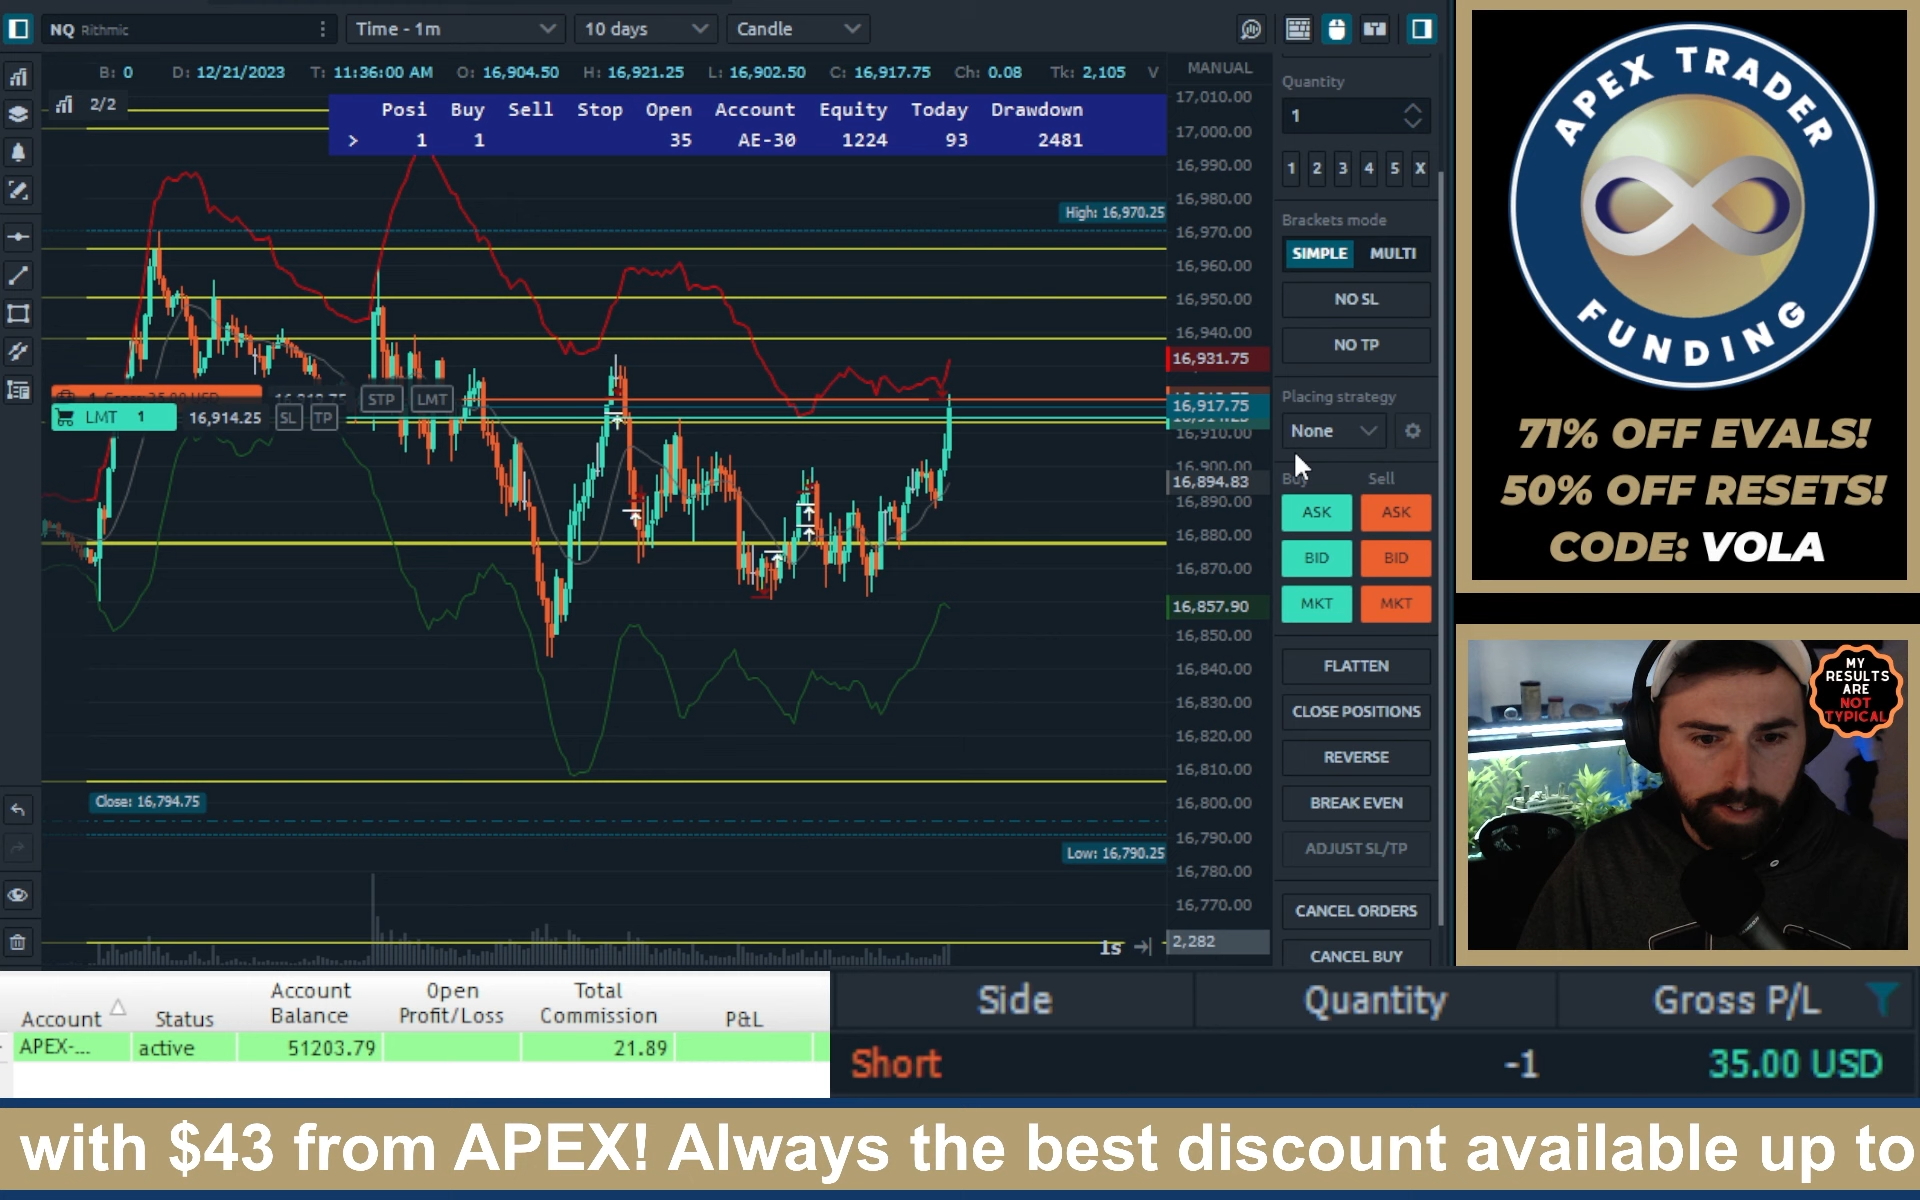 NQ Rithmic
Time - 1m
10 days
Candle
B: 0 D: 12/21/2023 T: 11:36:00 AM O: 16,904.50 H: 16,921.25 L: 16,902.50 C: 16,917.75 Ch: 0.08 Tk: 2,105 V
MANUAL
2/2
Posi Buy Sell Stop Open Account Equity Today Drawdown
> 1 1 35 AE-30 1224 93 2481
17,010.00
17,000.00
16,990.00
16,980.00
High: 16,970.25
16,970.00
16,960.00
16,950.00
16,940.00
16,931.75
STP LMT
16,917.75
LMT 1 16,914.25 SL TP
16,910.00
16,900.00
16,894.83
16,890.00
16,880.00
16,870.00
16,857.90
16,850.00
16,840.00
16,830.00
16,820.00
16,810.00
Close: 16,794.75
16,800.00
16,790.00
Low: 16,790.25
16,780.00
16,770.00
1s
2,282
Quantity
1
1 2 3 4 5 X
Brackets mode
SIMPLE MULTI
NO SL
NO TP
Placing strategy
None
Sell
ASK ASK
BID BID
MKT MKT
FLATTEN
CLOSE POSITIONS
REVERSE
BREAK EVEN
ADJUST SL/TP
CANCEL ORDERS
CANCEL BUY
APEX TRADER
FUNDING
71% OFF EVALS!
50% OFF RESETS!
CODE: VOLA
MY
RESULTS
ARE
NOT
TYPICAL
Account Status Account Balance Open Profit/Loss Total Commission P&L
APEX-... active 51203.79 21.89
Side Quantity Gross P/L
Short -1 35.00 USD
with $43 from APEX! Always the best discount available up to